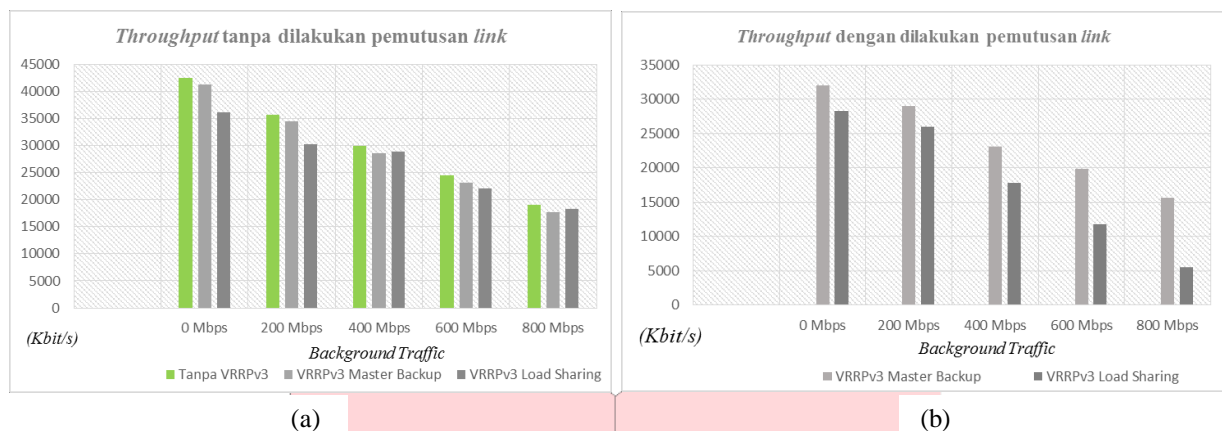 Throughput tanpa dilakukan pemutusan link
45000
40000
35000
30000
25000
20000
15000
10000
5000
0
0 Mbps 200 Mbps 400 Mbps 600 Mbps 800 Mbps
(Kbit/s)
Background Traffic
Tanpa VRRPv3 VRRPv3 Master Backup VRRPv3 Load Sharing
(a)
Throughput dengan dilakukan pemutusan link
35000
30000
25000
20000
15000
10000
5000
0
0 Mbps 200 Mbps 400 Mbps 600 Mbps 800 Mbps
(Kbit/s)
Background Traffic
VRRPv3 Master Backup VRRPv3 Load Sharing
(b)